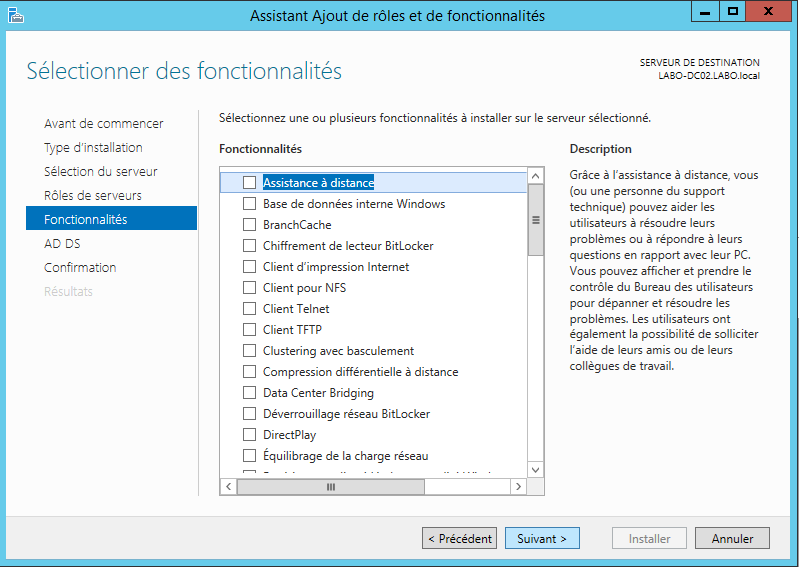 Assistant Ajout de rôles et de fonctionnalités
Sélectionner des fonctionnalités
SERVEUR DE DESTINATION
LABO-DC02.LABO.local
Avant de commencer
Type d'installation
Sélection du serveur
Rôles de serveurs
Fonctionnalités
AD DS
Confirmation
Résultats
Sélectionnez une ou plusieurs fonctionnalités à installer sur le serveur sélectionné.
Fonctionnalités
Assistance à distance
Base de données interne Windows
BranchCache
Chiffrement de lecteur BitLocker
Client d'impression Internet
Client pour NFS
Client Telnet
Client TFTP
Clustering avec basculement
Compression différentielle à distance
Data Center Bridging
Déverrouillage réseau BitLocker
DirectPlay
Équilibrage de la charge réseau
Description
Grâce à l'assistance à distance, vous
(ou une personne du support
technique) pouvez aider les
utilisateurs à résoudre leurs
problèmes ou à répondre à leurs
questions en rapport avec leur PC.
Vous pouvez afficher et prendre le
contrôle du Bureau des utilisateurs
pour dépanner et résoudre les
problèmes. Les utilisateurs ont
également la possibilité de solliciter
l'aide de leurs amis ou de leurs
collègues de travail.
< Précédent
Suivant >
Installer
Annuler